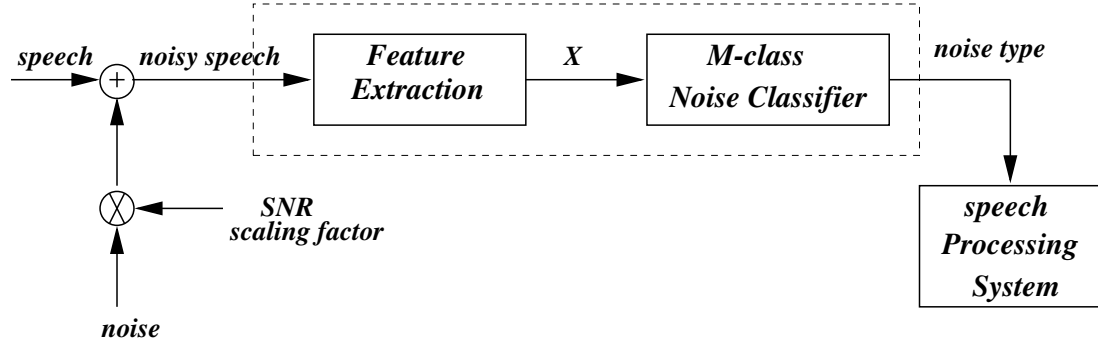 speech
noisy speech
+
Feature
Extraction
X
M-class
Noise Classifier
noise type
SNR
scaling factor
noise
speech
Processing
System